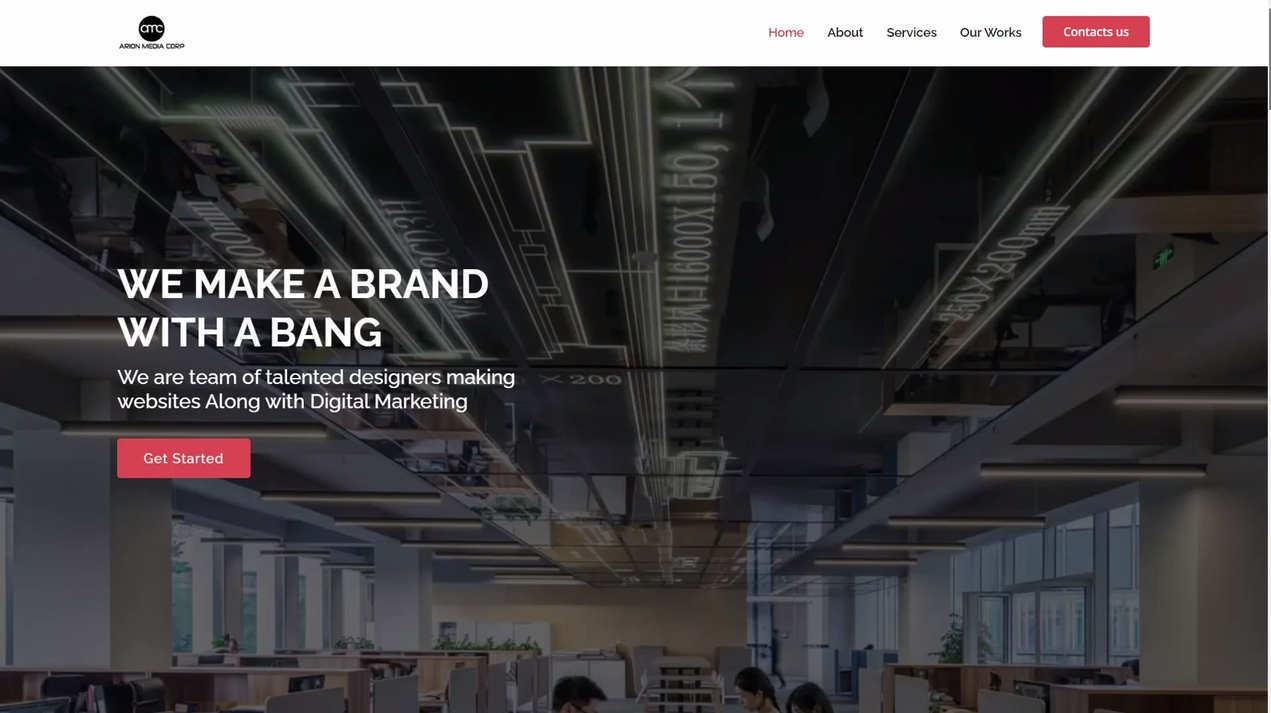 amc
ARION MEDIA CORP
Home
About
Services
Our Works
Contacts us
WE MAKE A BRAND
WITH A BANG
We are team of talented designers making
websites Along with Digital Marketing
Get Started
× 200